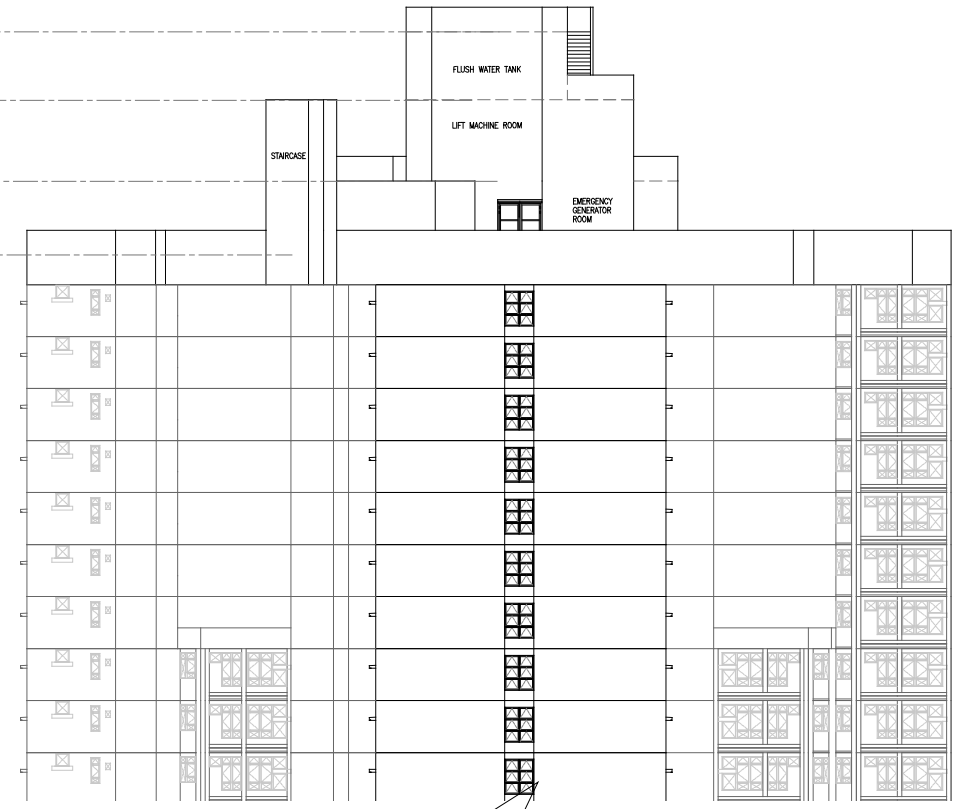 FLUSH WATER TANK
LIFT MACHINE ROOM
STAIRCASE
EMERGENCY
GENERATOR
ROOM